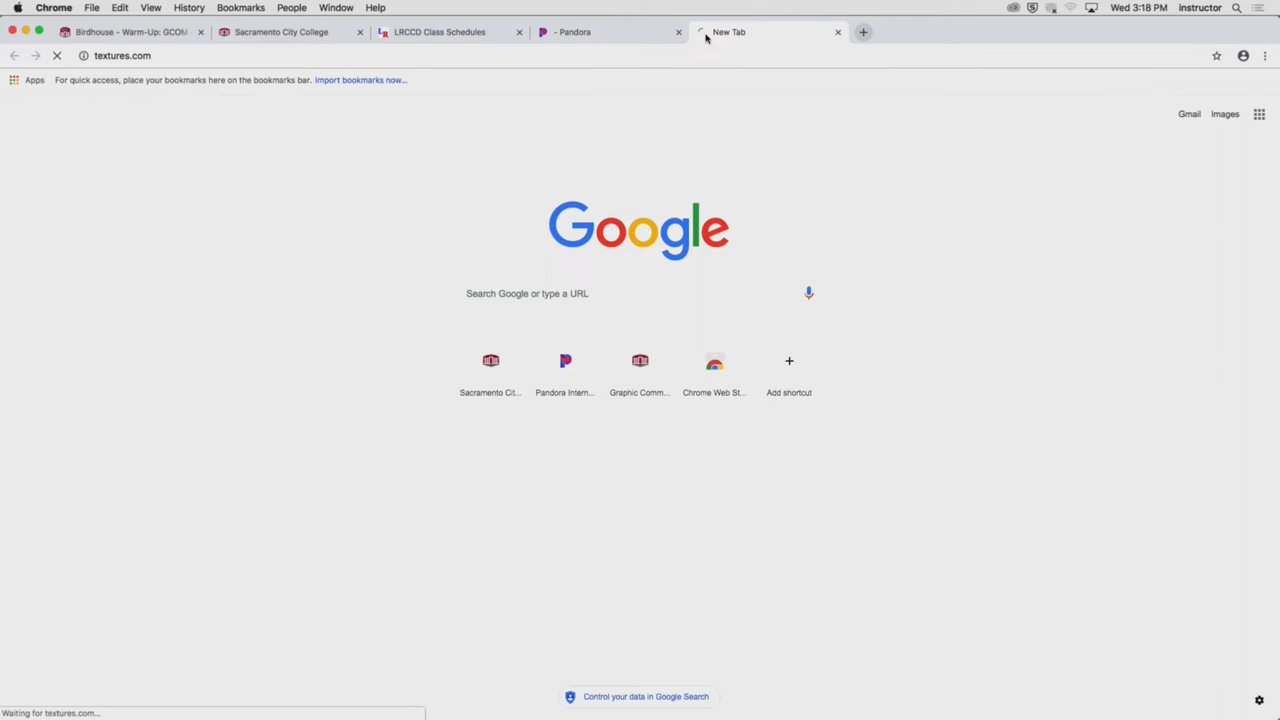 Chrome File Edit View History Bookmarks People Window Help Wed 3:18 PM instructor
Birdhouse - Warm-Up: GCOM Sacramento City College LRCCD Class Schedules - Pandora New Tab
textures.com
Apps For quick access, place your bookmarks here on the bookmarks bar. Import bookmarks now...
Gmail Images
Google
Search Google or type a URL
Sacramento Cit... Pandora Intern... Graphic Comm... Chrome Web St... Add shortcut
Control your data in Google Search
Waiting for textures.com...